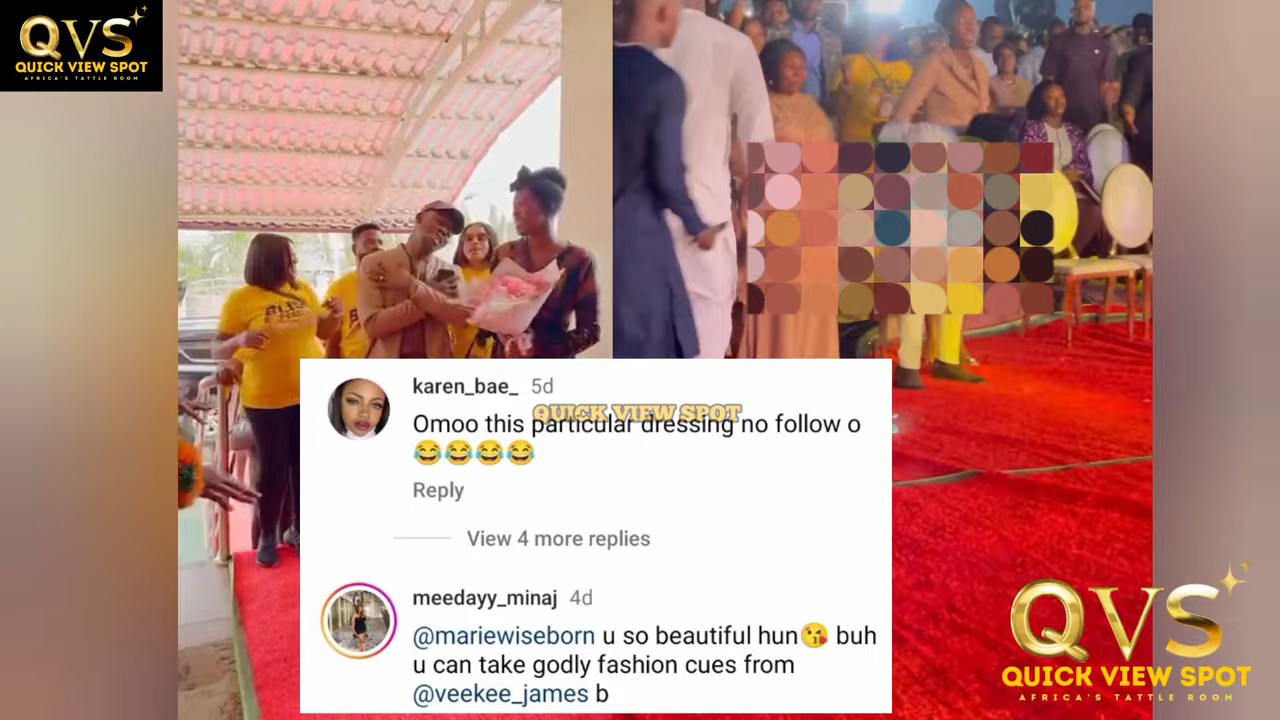 QVS
QUICK VIEW SPOT
AFRICA'S TATTLE ROOM
karen_bae_ 5d
QUICK VIEW SPOT
Omoo this particular dressing no follow o
😂😂😂😂
Reply
View 4 more replies
meedayy_minaj 4d
@mariewiseborn u so beautiful hun😘 buh
u can take godly fashion cues from
@veekee_james b
QVS
QUICK VIEW SPOT
AFRICA'S TATTLE ROOM